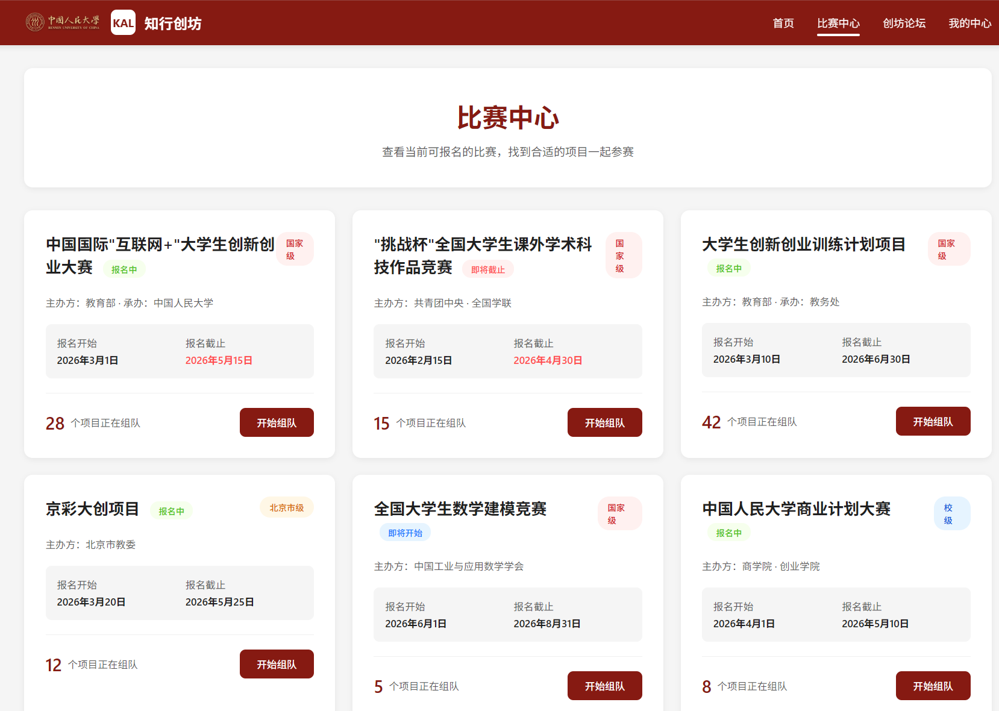 中国人民大学
RENMIN UNIVERSITY OF CHINA
KAL
知行创坊
首页
比赛中心
创坊论坛
我的中心
比赛中心
查看当前可报名的比赛，找到合适的项目一起参赛
中国国际"互联网+"大学生创新创
业大赛 报名中
国家
级
主办方：教育部 · 承办：中国人民大学
报名开始
2026年3月1日
报名截止
2026年5月15日
28 个项目正在组队
开始组队
"挑战杯"全国大学生课外学术科
技作品竞赛 即将截止
国
家
级
主办方：共青团中央 · 全国学联
报名开始
2026年2月15日
报名截止
2026年4月30日
15 个项目正在组队
开始组队
大学生创新创业训练计划项目
报名中
国家
级
主办方：教育部 · 承办：教务处
报名开始
2026年3月10日
报名截止
2026年6月30日
42 个项目正在组队
开始组队
京彩大创项目 报名中
北京市级
主办方：北京市教委
报名开始
2026年3月20日
报名截止
2026年5月25日
12 个项目正在组队
开始组队
全国大学生数学建模竞赛
即将开始
国家
级
主办方：中国工业与应用数学学会
报名开始
2026年6月1日
报名截止
2026年8月31日
5 个项目正在组队
开始组队
中国人民大学商业计划大赛
报名中
校
级
主办方：商学院 · 创业学院
报名开始
2026年4月1日
报名截止
2026年5月10日
8 个项目正在组队
开始组队